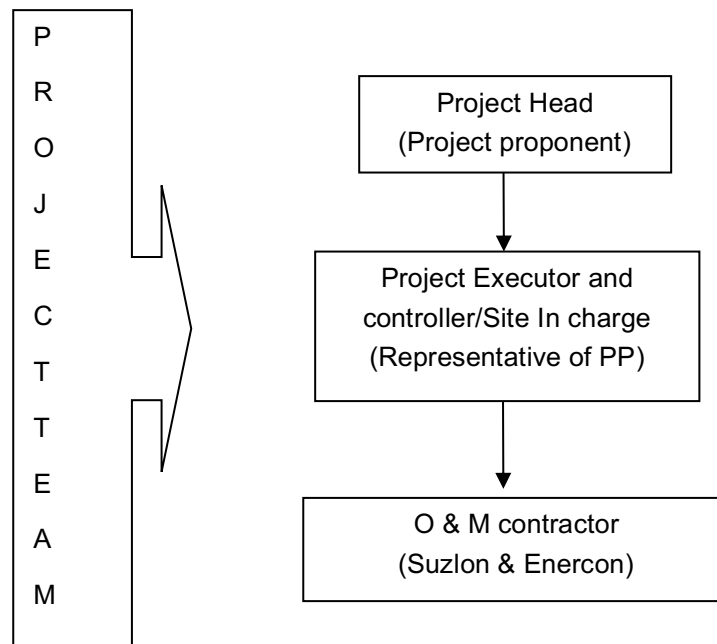 P
R
O
J
E
C
T
T
E
A
M
Project Head
(Project proponent)
Project Executor and
controller/Site In charge
(Representative of PP)
O & M contractor
(Suzlon & Enercon)